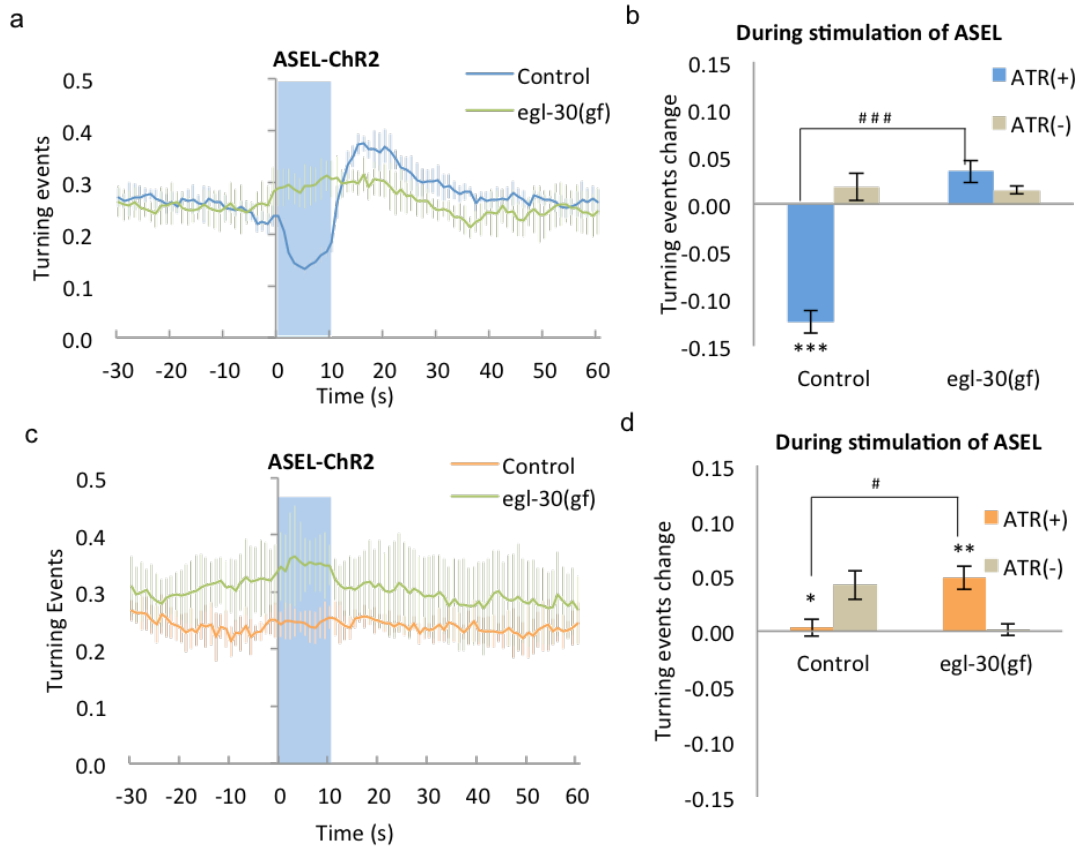 a
ASEL-ChR2
Control
egl-30(gf)
Turning events
0.5
0.4
0.3
0.2
0.1
0.0
-30 -20 -10 0 10 20 30 40 50 60
Time (s)
b
During stimulation of ASEL
ATR(+)
ATR(-)
Turning events change
0.15
0.10
0.05
0.00
-0.05
-0.10
-0.15
# # #
***
Control egl-30(gf)
c
ASEL-ChR2
Control
egl-30(gf)
Turning Events
0.5
0.4
0.3
0.2
0.1
0.0
-30 -20 -10 0 10 20 30 40 50 60
Time (s)
d
During stimulation of ASEL
ATR(+)
ATR(-)
Turning events change
0.15
0.10
0.05
0.00
-0.05
-0.10
-0.15
#
*
**
Control egl-30(gf)